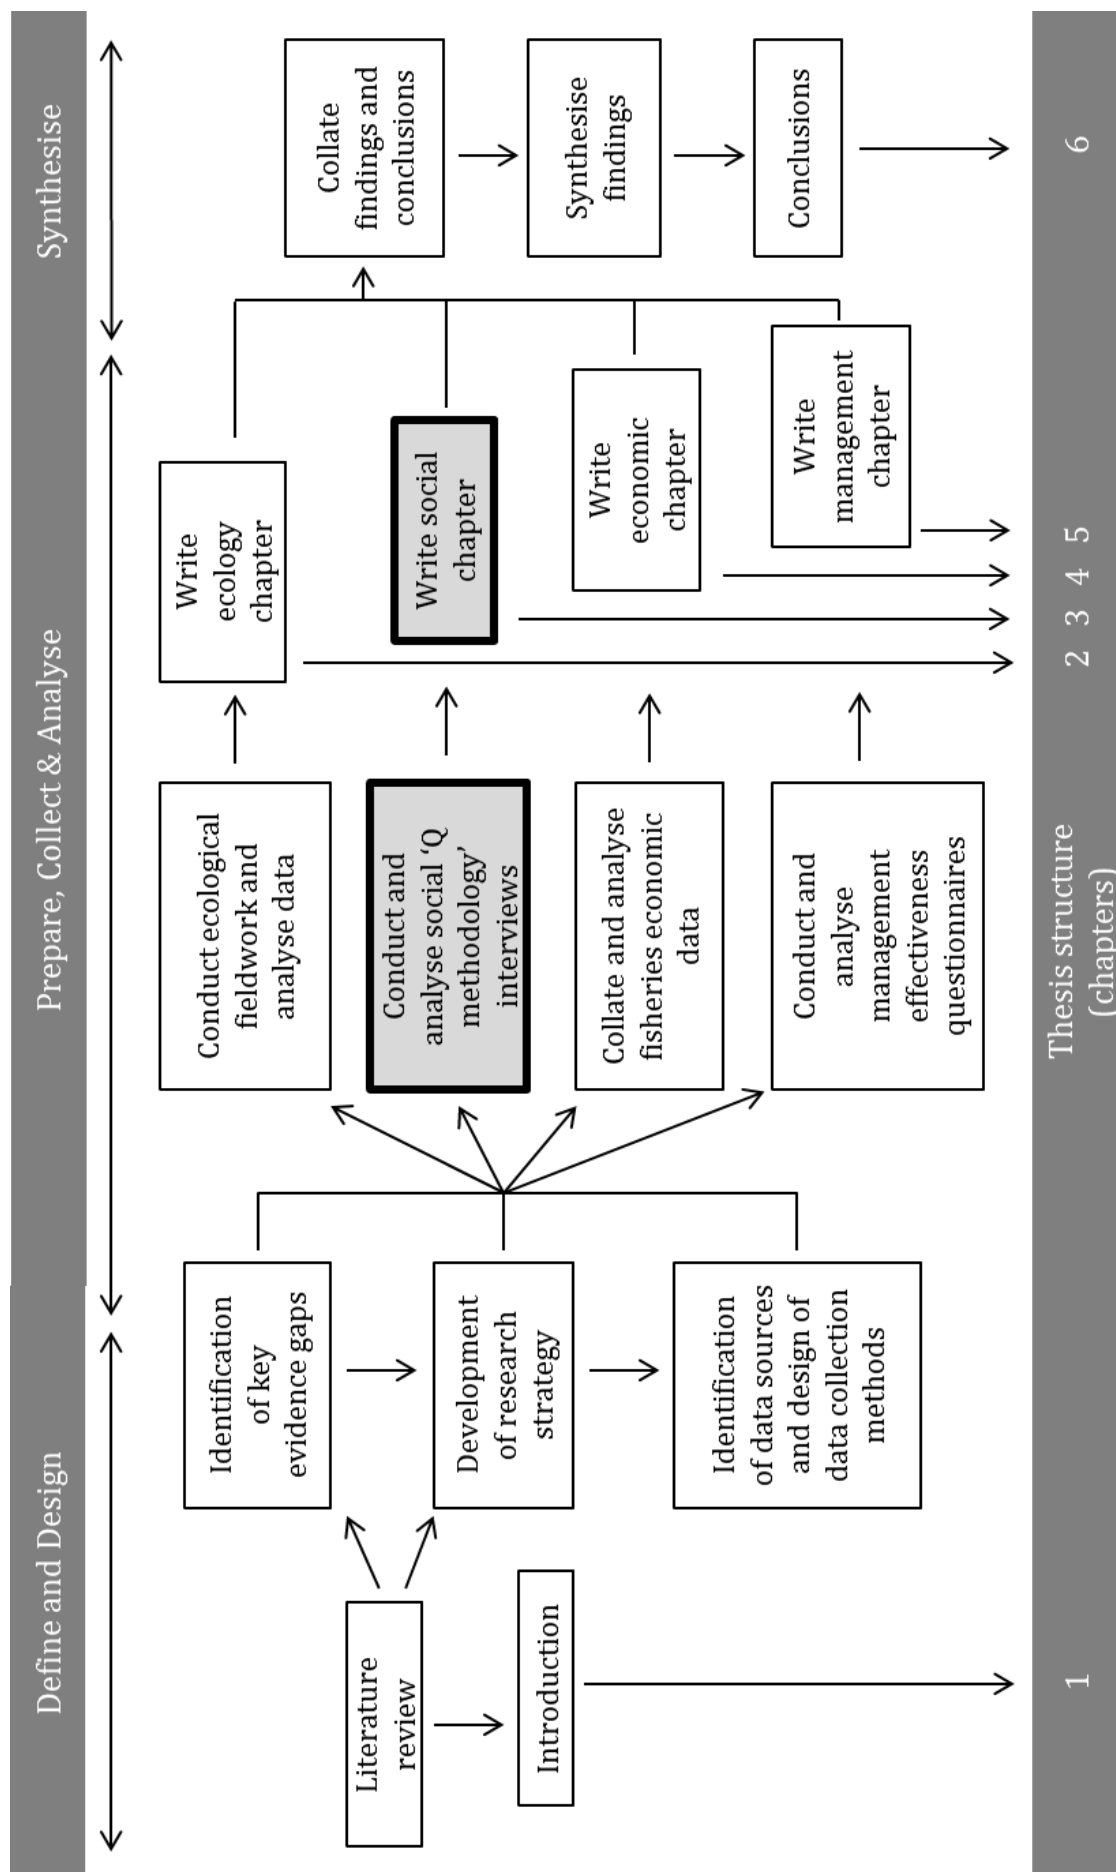 Define and Design
Prepare, Collect & Analyse
Synthesise
Literature
review
Introduction
Identification
of key
evidence gaps
Development
of research
strategy
Identification
of data sources
and design of
data collection
methods
Conduct ecological
fieldwork and
analyse data
Conduct and
analyse social ‘Q
methodology’
interviews
Collate and analyse
fisheries economic
data
Conduct and
analyse
management
effectiveness
questionnaires
Write
ecology
chapter
Write social
chapter
Write
economic
chapter
Write
management
chapter
Collate
findings and
conclusions
Synthesise
findings
Conclusions
Thesis structure
(chapters)
1
2
3
4
5
6